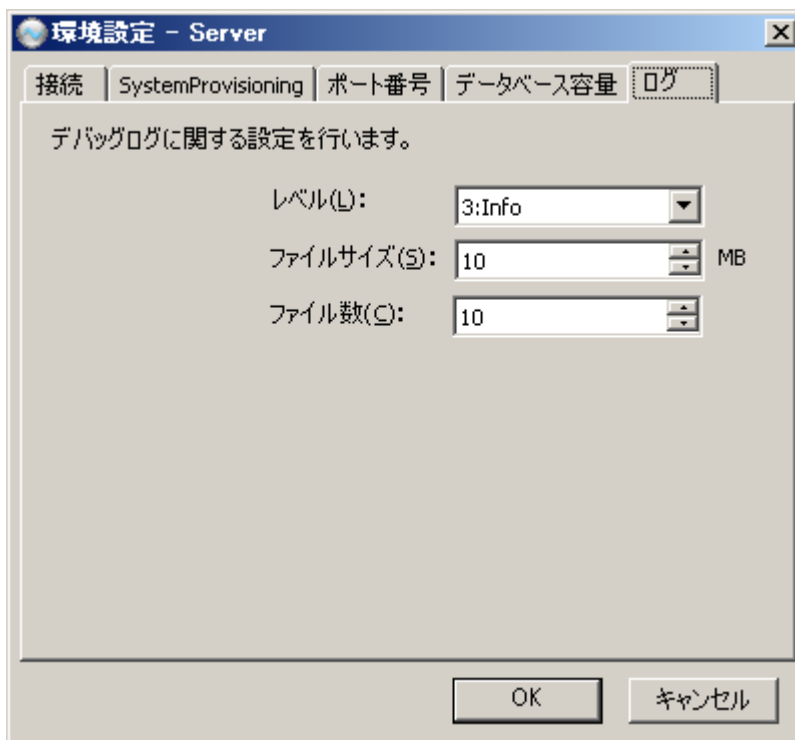 環境設定 - Server
接続 SystemProvisioning ポート番号 データベース容量 ログ
デバッグログに関する設定を行います。
レベル(L): 3:Info
ファイルサイズ(S): 10 MB
ファイル数(C): 10
OK キャンセル